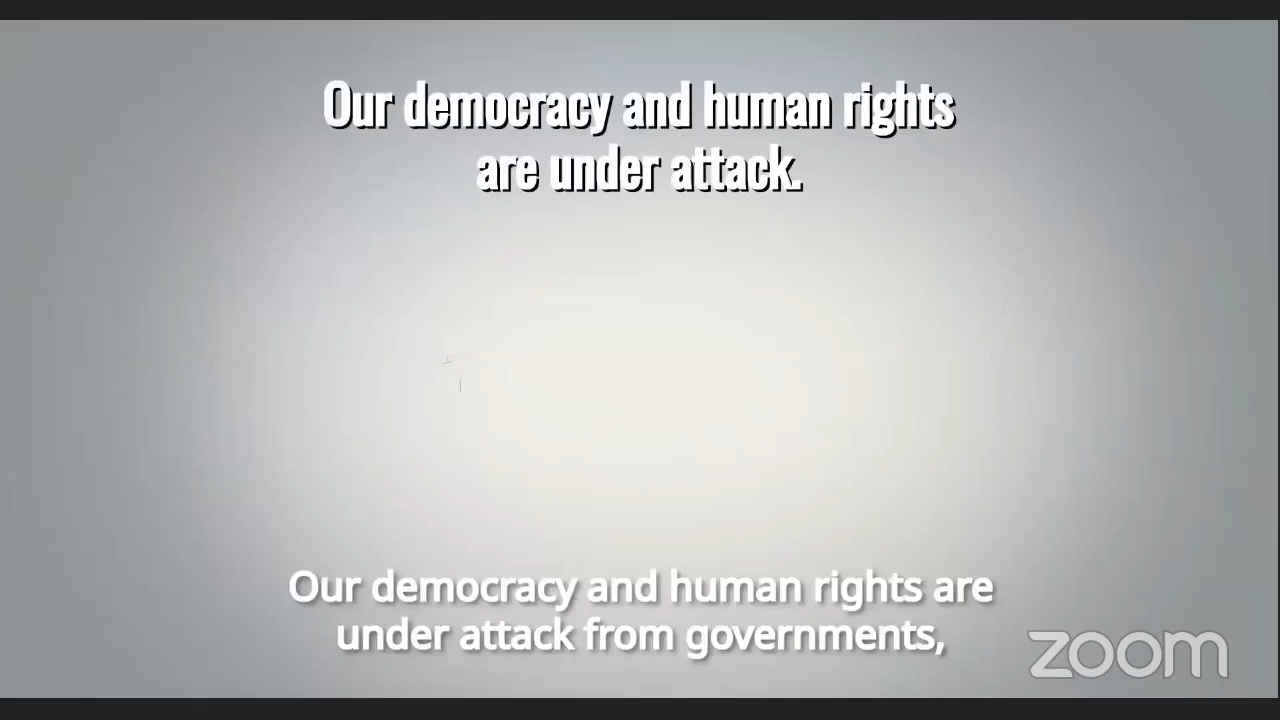 Our democracy and human rights
are under attack.
Our democracy and human rights are
under attack from governments,
zoom